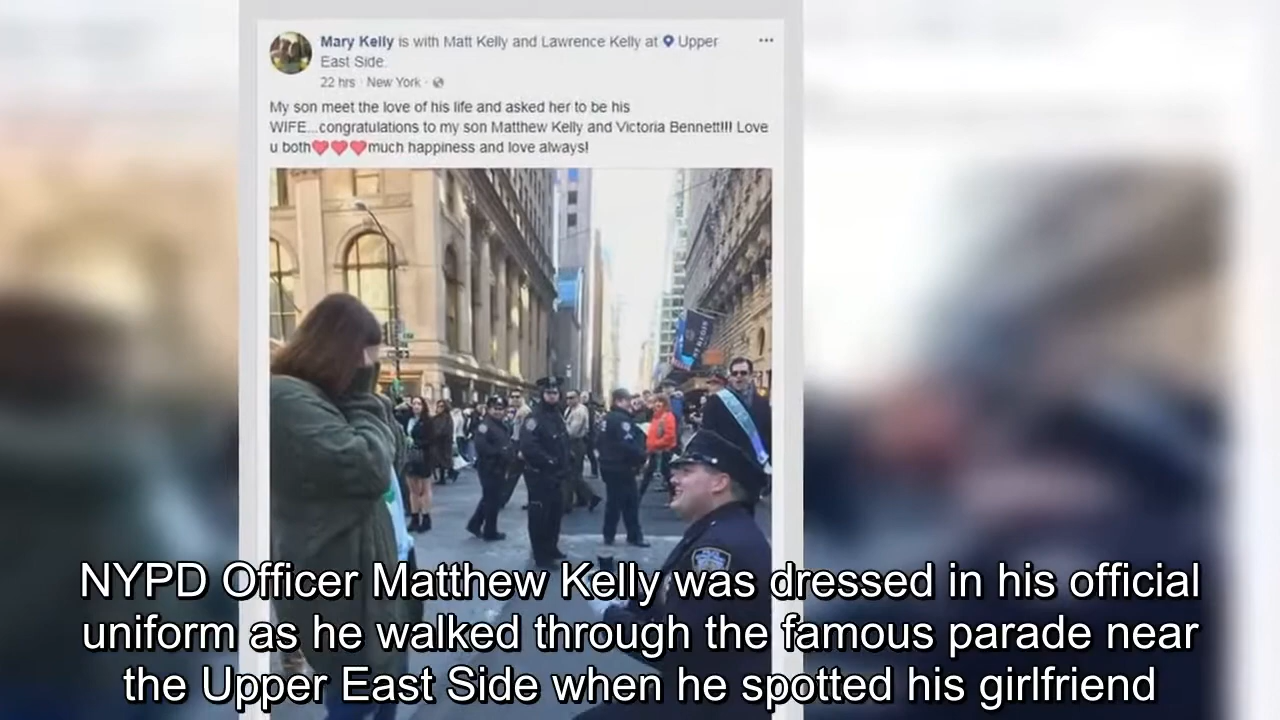 Mary Kelly is with Matt Kelly and Lawrence Kelly at Upper
East Side.
22 hrs · New York ·
My son meet the love of his life and asked her to be his
WIFE...congratulations to my son Matthew Kelly and Victoria Bennett!!! Love
u both❤❤❤much happiness and love always!
NYPD Officer Matthew Kelly was dressed in his official
uniform as he walked through the famous parade near
the Upper East Side when he spotted his girlfriend